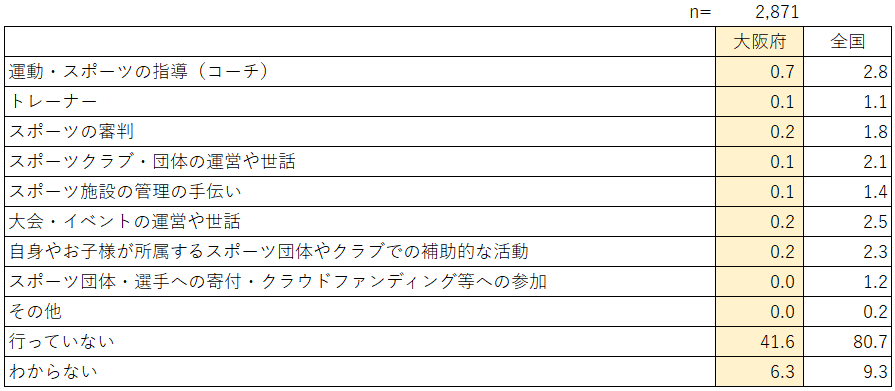 n= 2,871
大阪府 全国
運動・スポーツの指導（コーチ） 0.7 2.8
トレーナー 0.1 1.1
スポーツの審判 0.2 1.8
スポーツクラブ・団体の運営や世話 0.1 2.1
スポーツ施設の管理の手伝い 0.1 1.4
大会・イベントの運営や世話 0.2 2.5
自身やお子様が所属するスポーツ団体やクラブでの補助的な活動 0.2 2.3
スポーツ団体・選手への寄付・クラウドファンディング等への参加 0.0 1.2
その他 0.0 0.2
行っていない 41.6 80.7
わからない 6.3 9.3